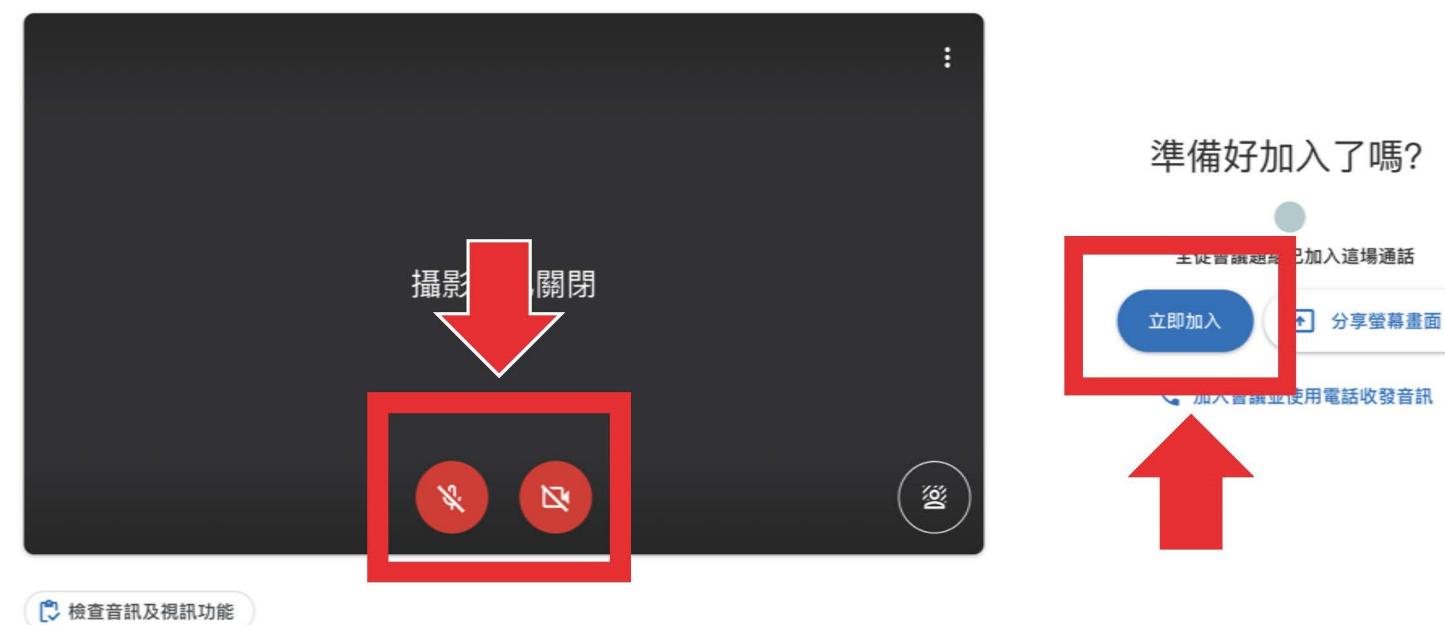 攝影 關閉
檢查音訊及視訊功能
準備好加入了嗎?
已加入這場通話
立即加入
分享螢幕畫面
加入會議並使用電話收發音訊